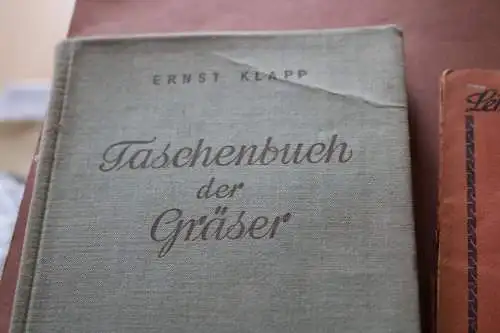 ERNST KLAPP
Taschenbuch
der
Gräser